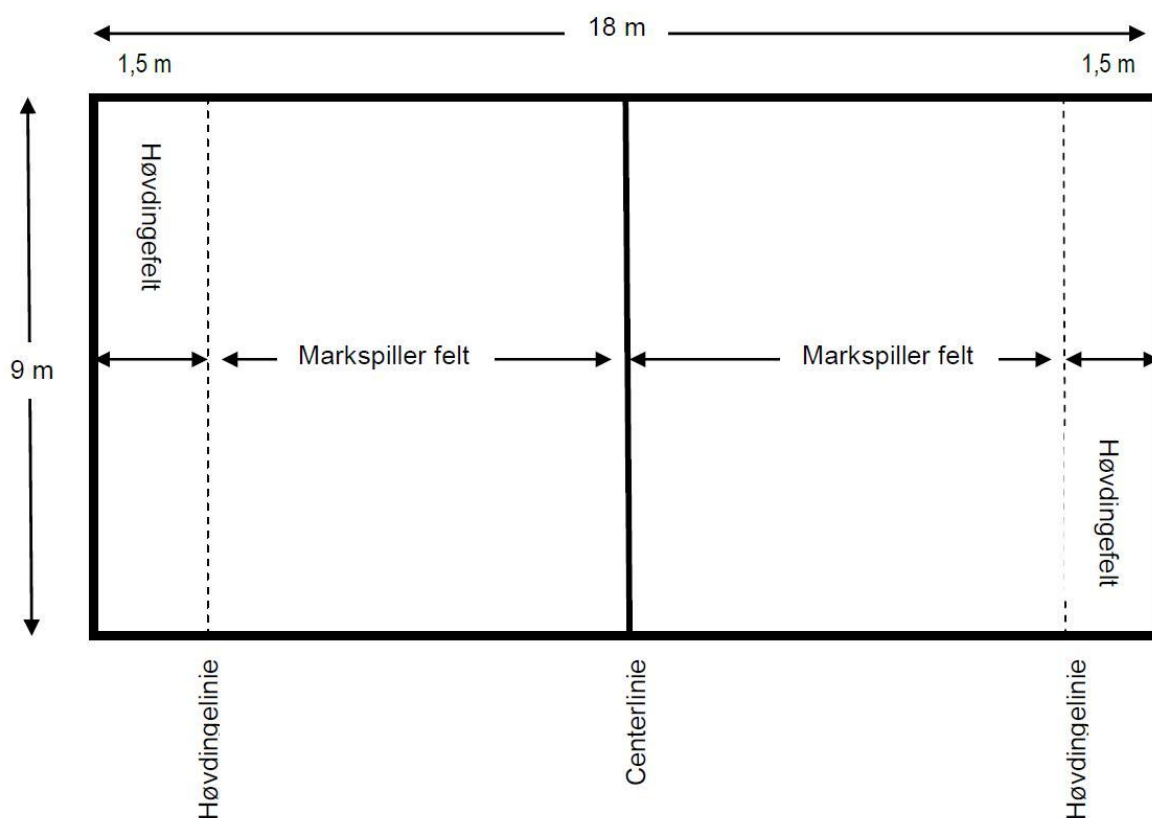 18 m
1,5 m
1,5 m
Høvdingefelt
9 m
Markspiller felt
Markspiller felt
Høvdingefelt
Høvdingelinie
Centerlinie
Høvdingelinie